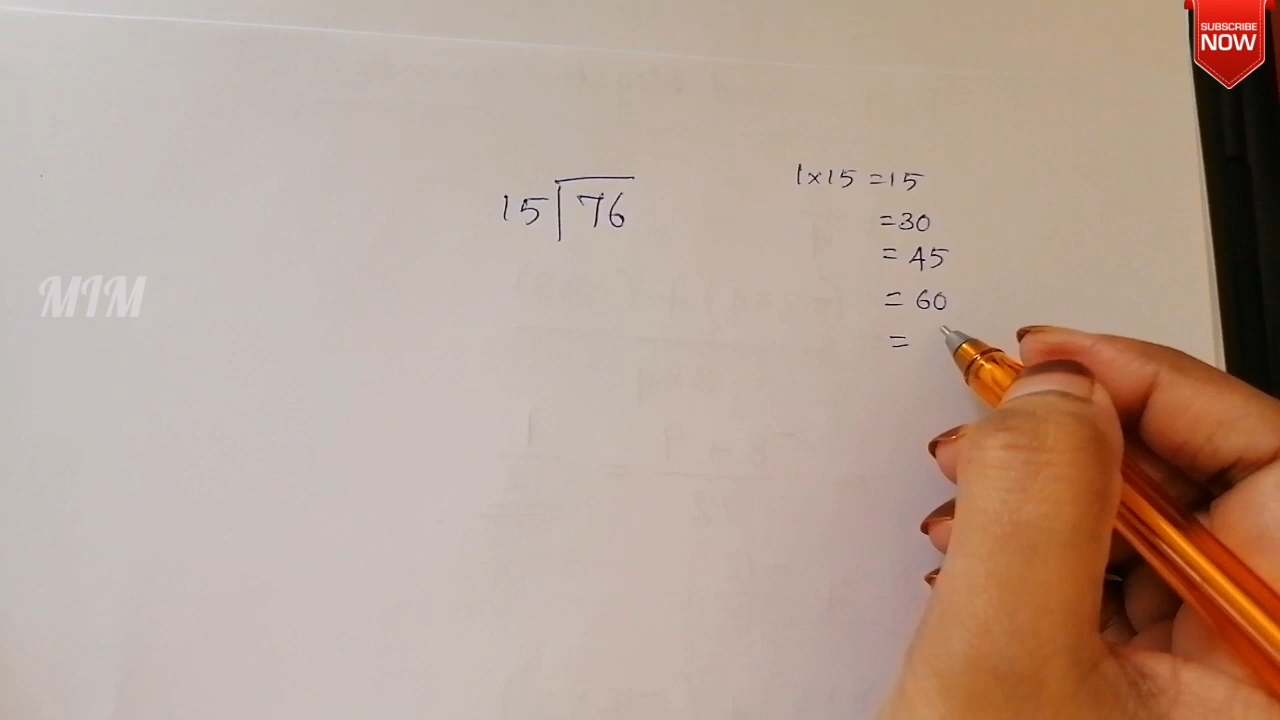 SUBSCRIBE
NOW
15 76
1×15 =15
=30
= 45
= 60
=
MIM